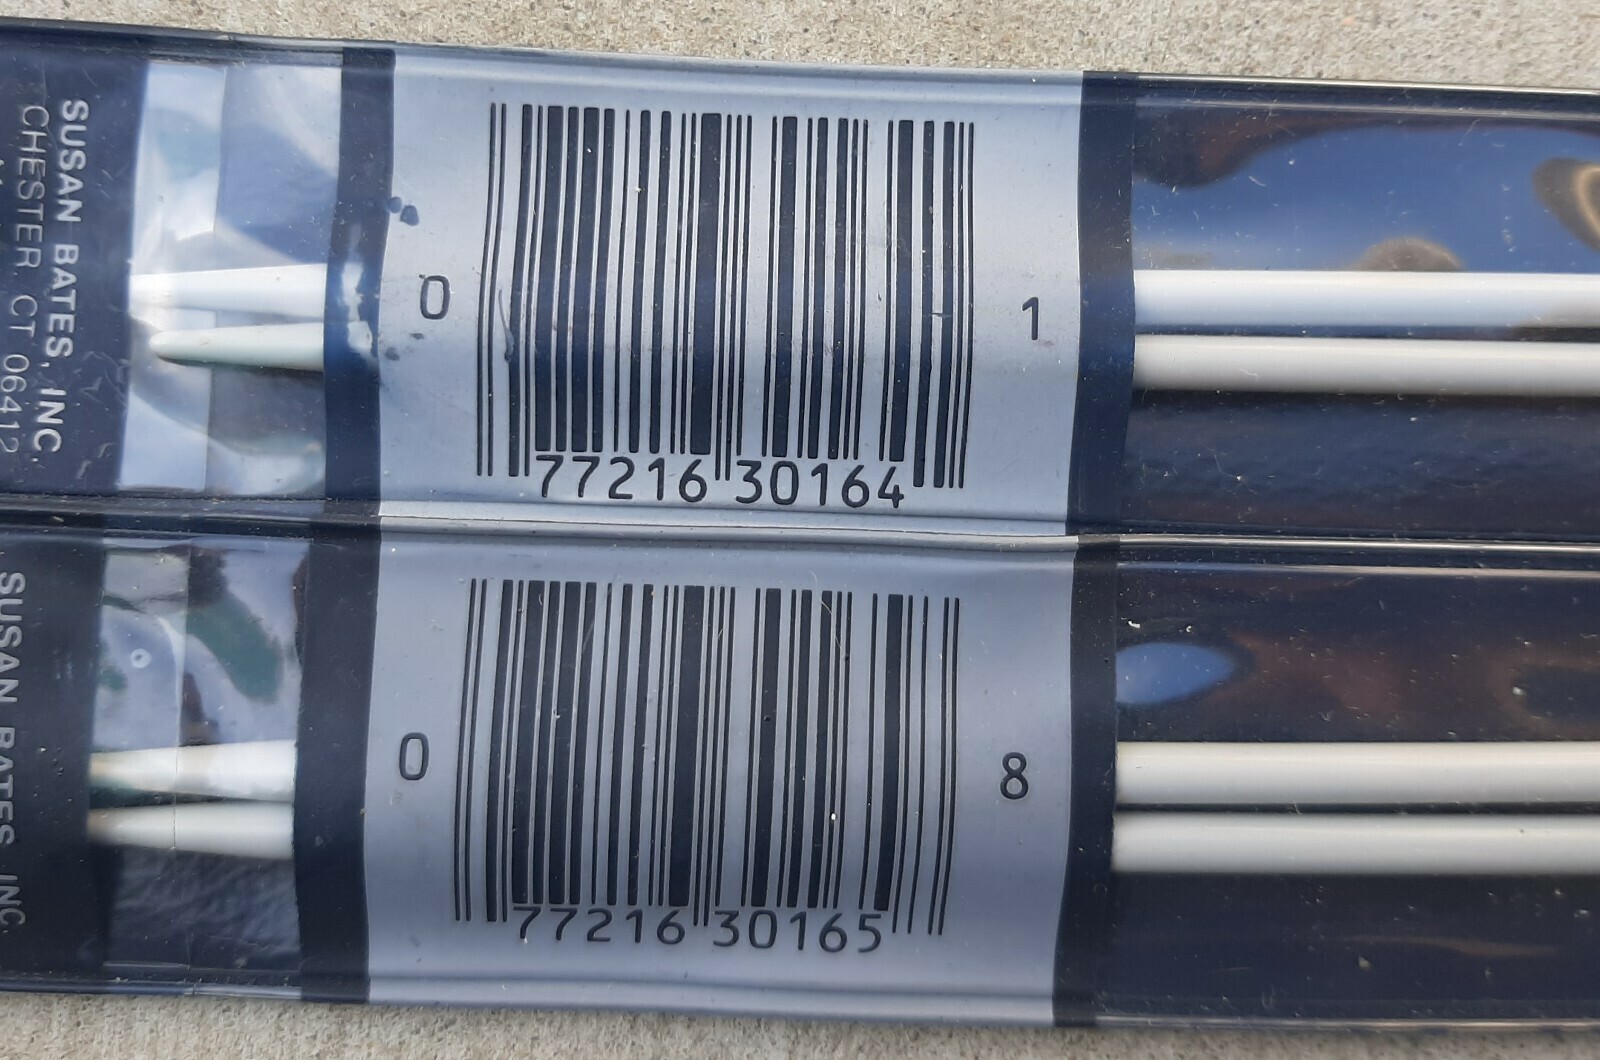 SUSAN BATES, INC.
CHESTER, CT 06412
0 77216 30164 1
SUSAN BATES, INC.
0 77216 30165 8